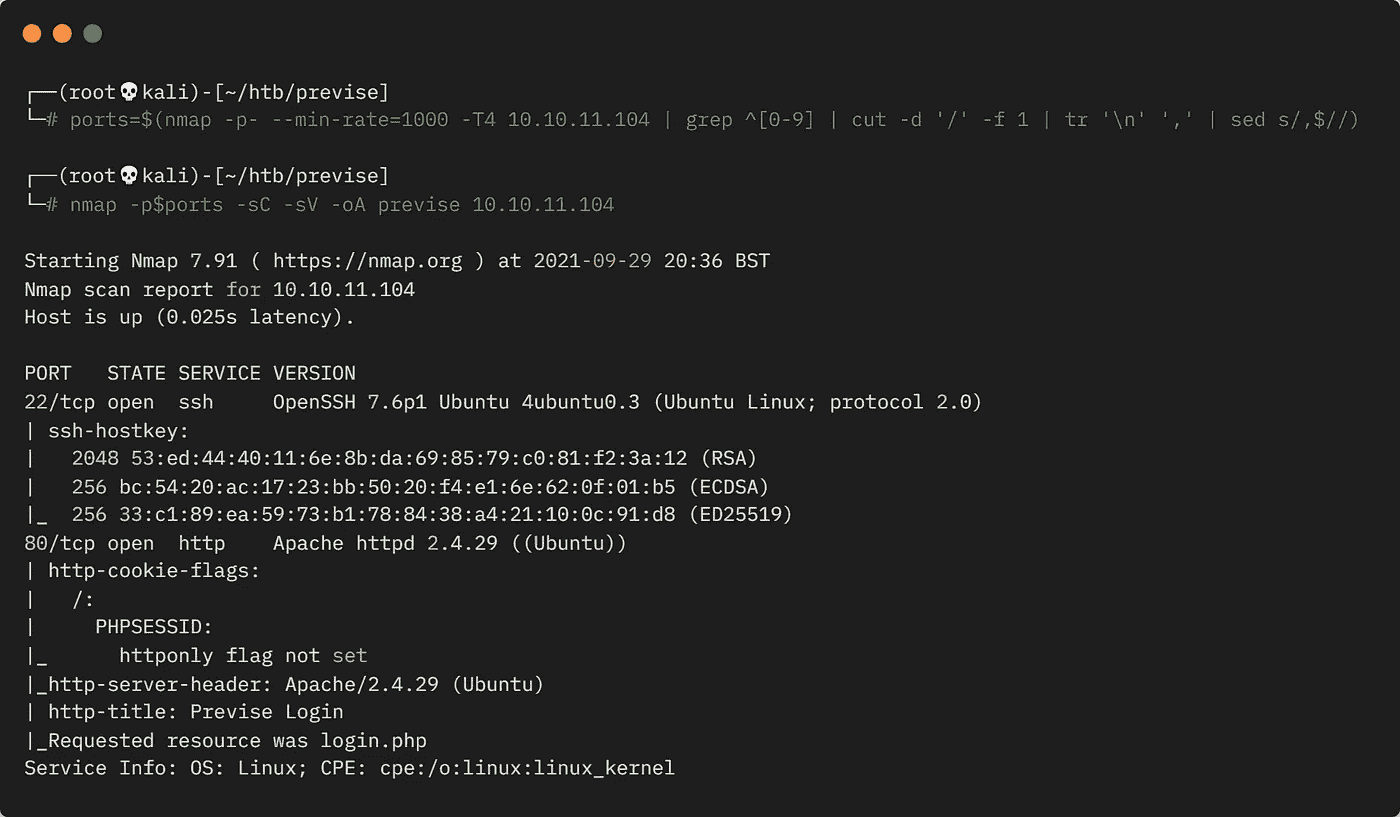 ┌──(root💀kali)-[~/htb/previse]
└─# ports=$(nmap -p- --min-rate=1000 -T4 10.10.11.104 | grep ^[0-9] | cut -d '/' -f 1 | tr '\n' ',' | sed s/,$//)
┌──(root💀kali)-[~/htb/previse]
└─# nmap -p$ports -sC -sV -oA previse 10.10.11.104
Starting Nmap 7.91 ( https://nmap.org ) at 2021-09-29 20:36 BST
Nmap scan report for 10.10.11.104
Host is up (0.025s latency).
PORT   STATE SERVICE VERSION
22/tcp open  ssh     OpenSSH 7.6p1 Ubuntu 4ubuntu0.3 (Ubuntu Linux; protocol 2.0)
| ssh-hostkey:
|   2048 53:ed:44:40:11:6e:8b:da:69:85:79:c0:81:f2:3a:12 (RSA)
|   256 bc:54:20:ac:17:23:bb:50:20:f4:e1:6e:62:0f:01:b5 (ECDSA)
|_  256 33:c1:89:ea:59:73:b1:78:84:38:a4:21:10:0c:91:d8 (ED25519)
80/tcp open  http    Apache httpd 2.4.29 ((Ubuntu))
| http-cookie-flags:
|   /:
|     PHPSESSID:
|_      httponly flag not set
|_http-server-header: Apache/2.4.29 (Ubuntu)
| http-title: Previse Login
|_Requested resource was login.php
Service Info: OS: Linux; CPE: cpe:/o:linux:linux_kernel